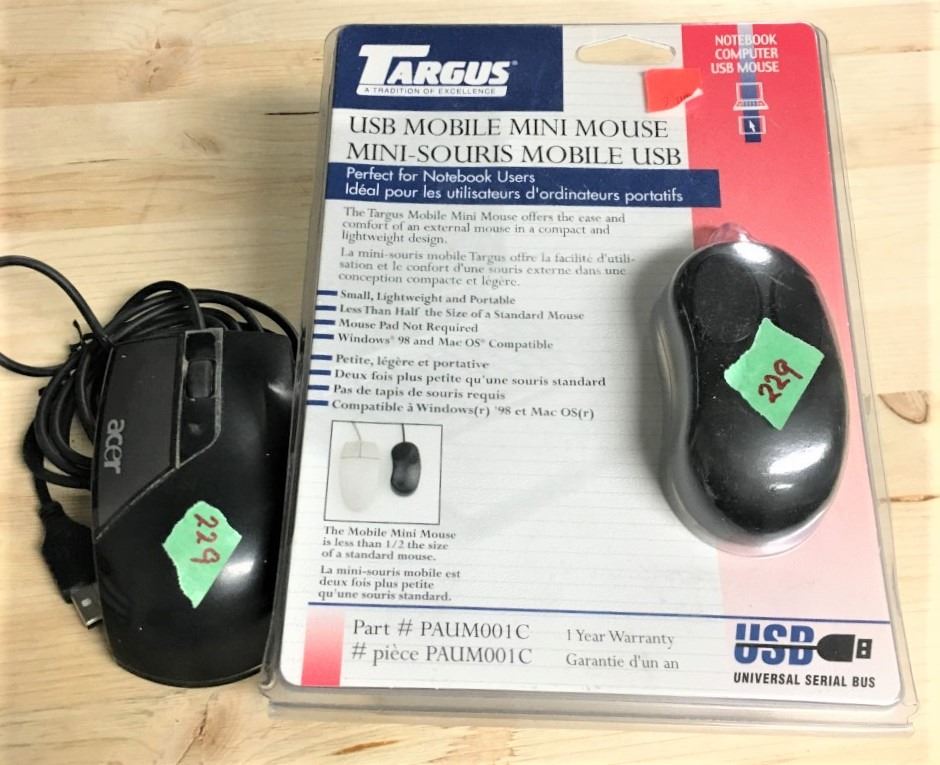 TARGUS®
A TRADITION OF EXCELLENCE
NOTEBOOK
COMPUTER
USB MOUSE
USB MOBILE MINI MOUSE
MINI-SOURIS MOBILE USB
Perfect for Notebook Users
Idéal pour les utilisateurs d'ordinateurs portatifs
The Targus Mobile Mini Mouse offers the ease and
comfort of an external mouse in a compact and
lightweight design.
La mini-souris mobile Targus offre la facilité d'utili-
sation et le confort d'une souris externe dans une
conception compacte et légère.
Small, Lightweight and Portable
Less Than Half the Size of a Standard Mouse
Mouse Pad Not Required
Windows® 98 and Mac OS® Compatible
Petite, légère et portative
Deux fois plus petite qu'une souris standard
Pas de tapis de souris requis
Compatible à Windows(r) '98 et Mac OS(r)
The Mobile Mini Mouse
is less than 1/2 the size
of a standard mouse.
La mini-souris mobile est
deux fois plus petite
qu'une souris standard.
Part # PAUM001C
# pièce PAUM001C
1 Year Warranty
Garantie d'un an
USB
UNIVERSAL SERIAL BUS
229
acer
229